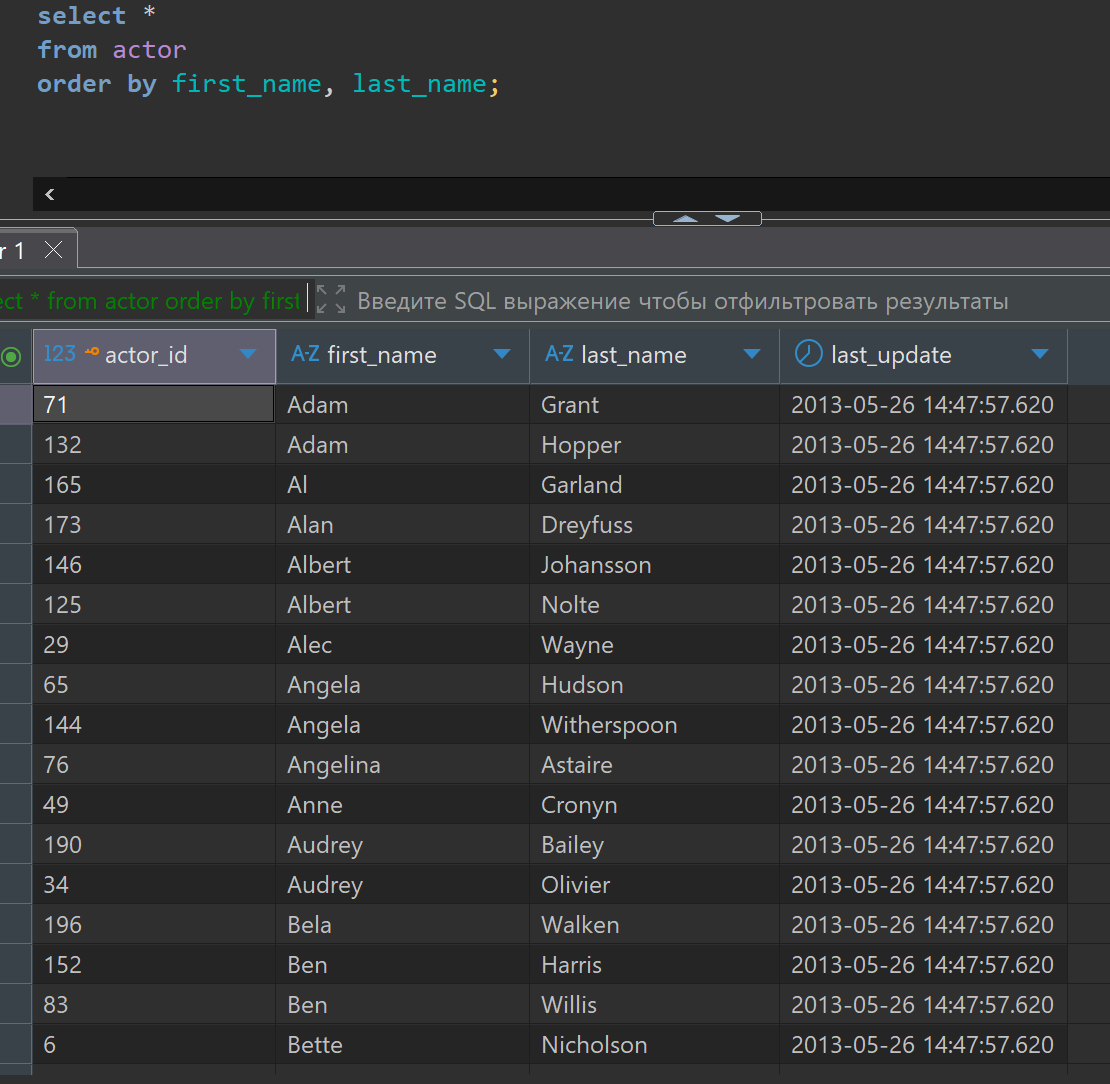 select *
from actor
order by first_name, last_name;
r 1
ect * from actor order by first Введите SQL выражение чтобы отфильтровать результаты
123 actor_id A-Z first_name A-Z last_name last_update
71 Adam Grant 2013-05-26 14:47:57.620
132 Adam Hopper 2013-05-26 14:47:57.620
165 Al Garland 2013-05-26 14:47:57.620
173 Alan Dreyfuss 2013-05-26 14:47:57.620
146 Albert Johansson 2013-05-26 14:47:57.620
125 Albert Nolte 2013-05-26 14:47:57.620
29 Alec Wayne 2013-05-26 14:47:57.620
65 Angela Hudson 2013-05-26 14:47:57.620
144 Angela Witherspoon 2013-05-26 14:47:57.620
76 Angelina Astaire 2013-05-26 14:47:57.620
49 Anne Cronyn 2013-05-26 14:47:57.620
190 Audrey Bailey 2013-05-26 14:47:57.620
34 Audrey Olivier 2013-05-26 14:47:57.620
196 Bela Walken 2013-05-26 14:47:57.620
152 Ben Harris 2013-05-26 14:47:57.620
83 Ben Willis 2013-05-26 14:47:57.620
6 Bette Nicholson 2013-05-26 14:47:57.620